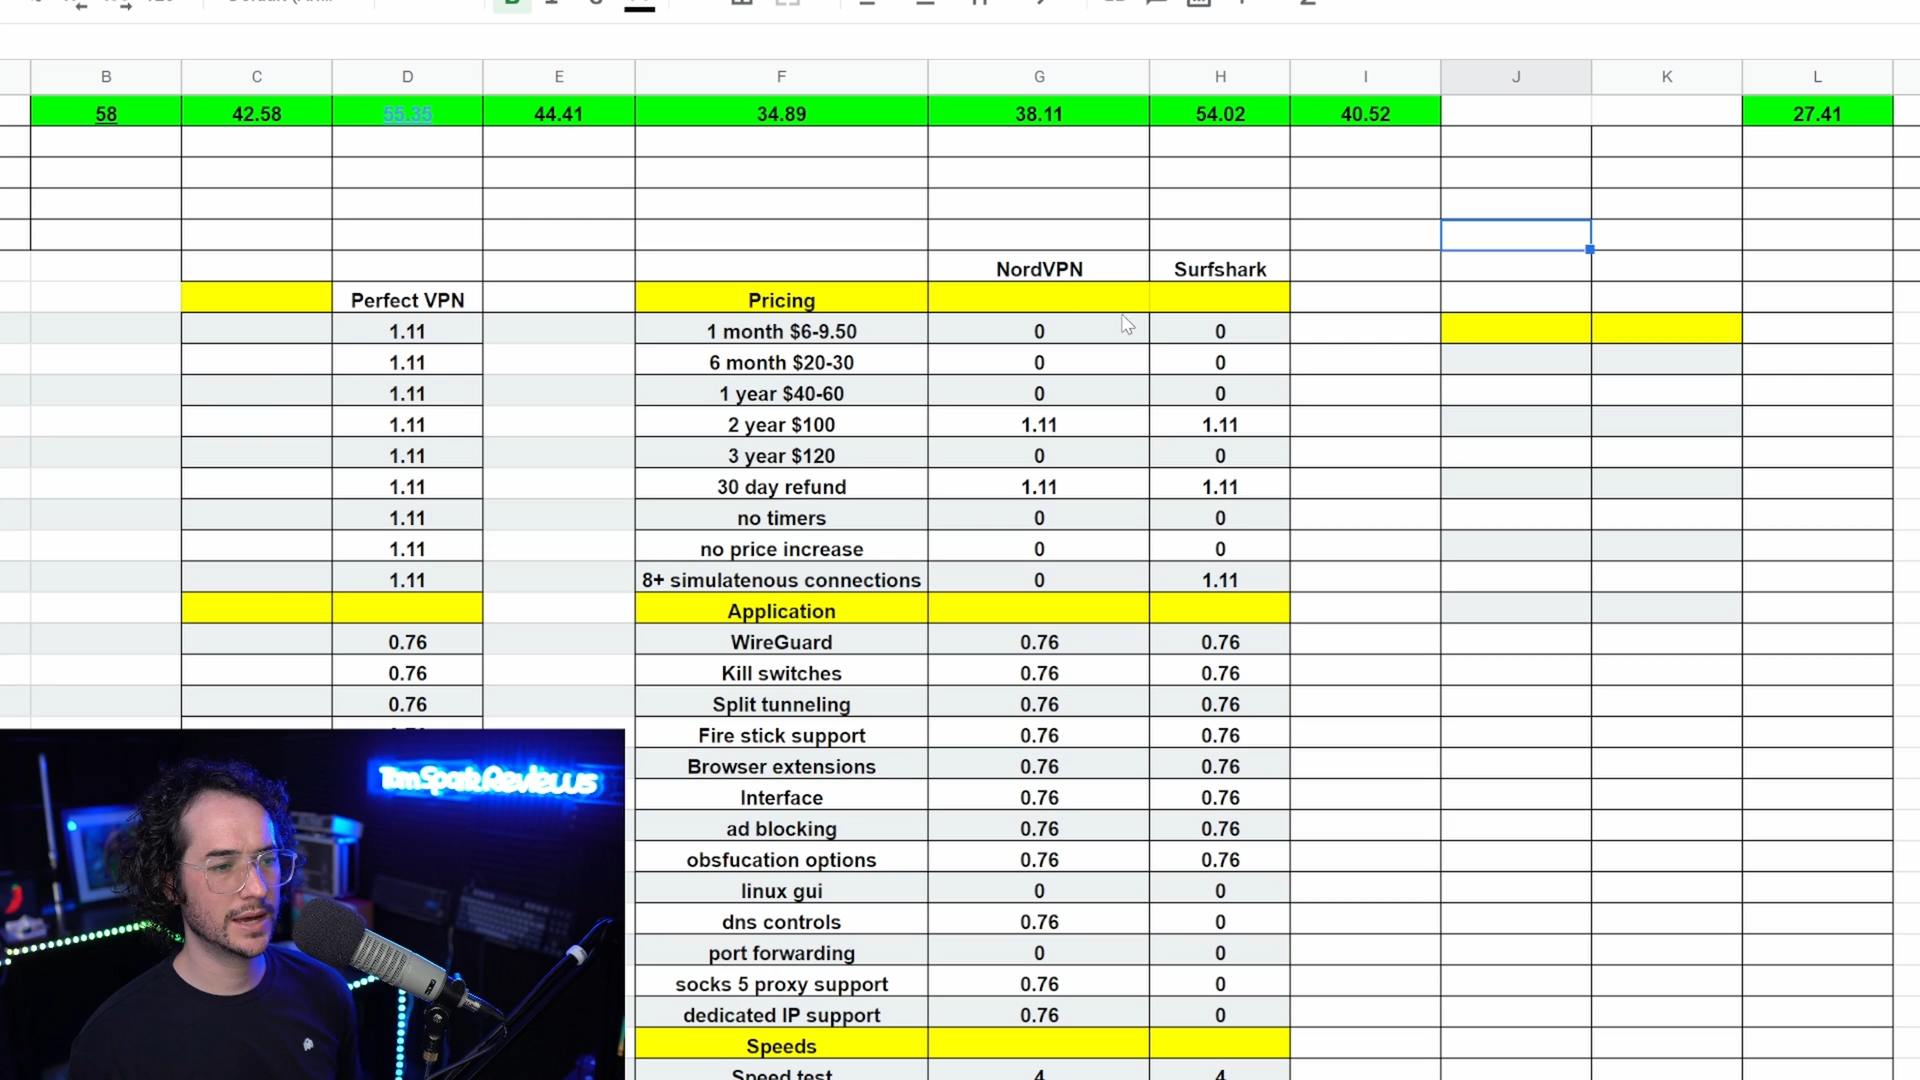 B C D E F G H I J K L
58 42.58 55.35 44.41 34.89 38.11 54.02 40.52 27.41
NordVPN Surfshark
Perfect VPN Pricing
1.11 1 month $6-9.50 0 0
1.11 6 month $20-30 0 0
1.11 1 year $40-60 0 0
1.11 2 year $100 1.11 1.11
1.11 3 year $120 0 0
1.11 30 day refund 1.11 1.11
1.11 no timers 0 0
1.11 no price increase 0 0
1.11 8+ simulatenous connections 0 1.11
Application
0.76 WireGuard 0.76 0.76
0.76 Kill switches 0.76 0.76
0.76 Split tunneling 0.76 0.76
Fire stick support 0.76 0.76
Browser extensions 0.76 0.76
Interface 0.76 0.76
ad blocking 0.76 0.76
obsfucation options 0.76 0.76
linux gui 0 0
dns controls 0.76 0
port forwarding 0 0
socks 5 proxy support 0.76 0
dedicated IP support 0.76 0
Speeds
Speed test 4 4
TomSparkReviews